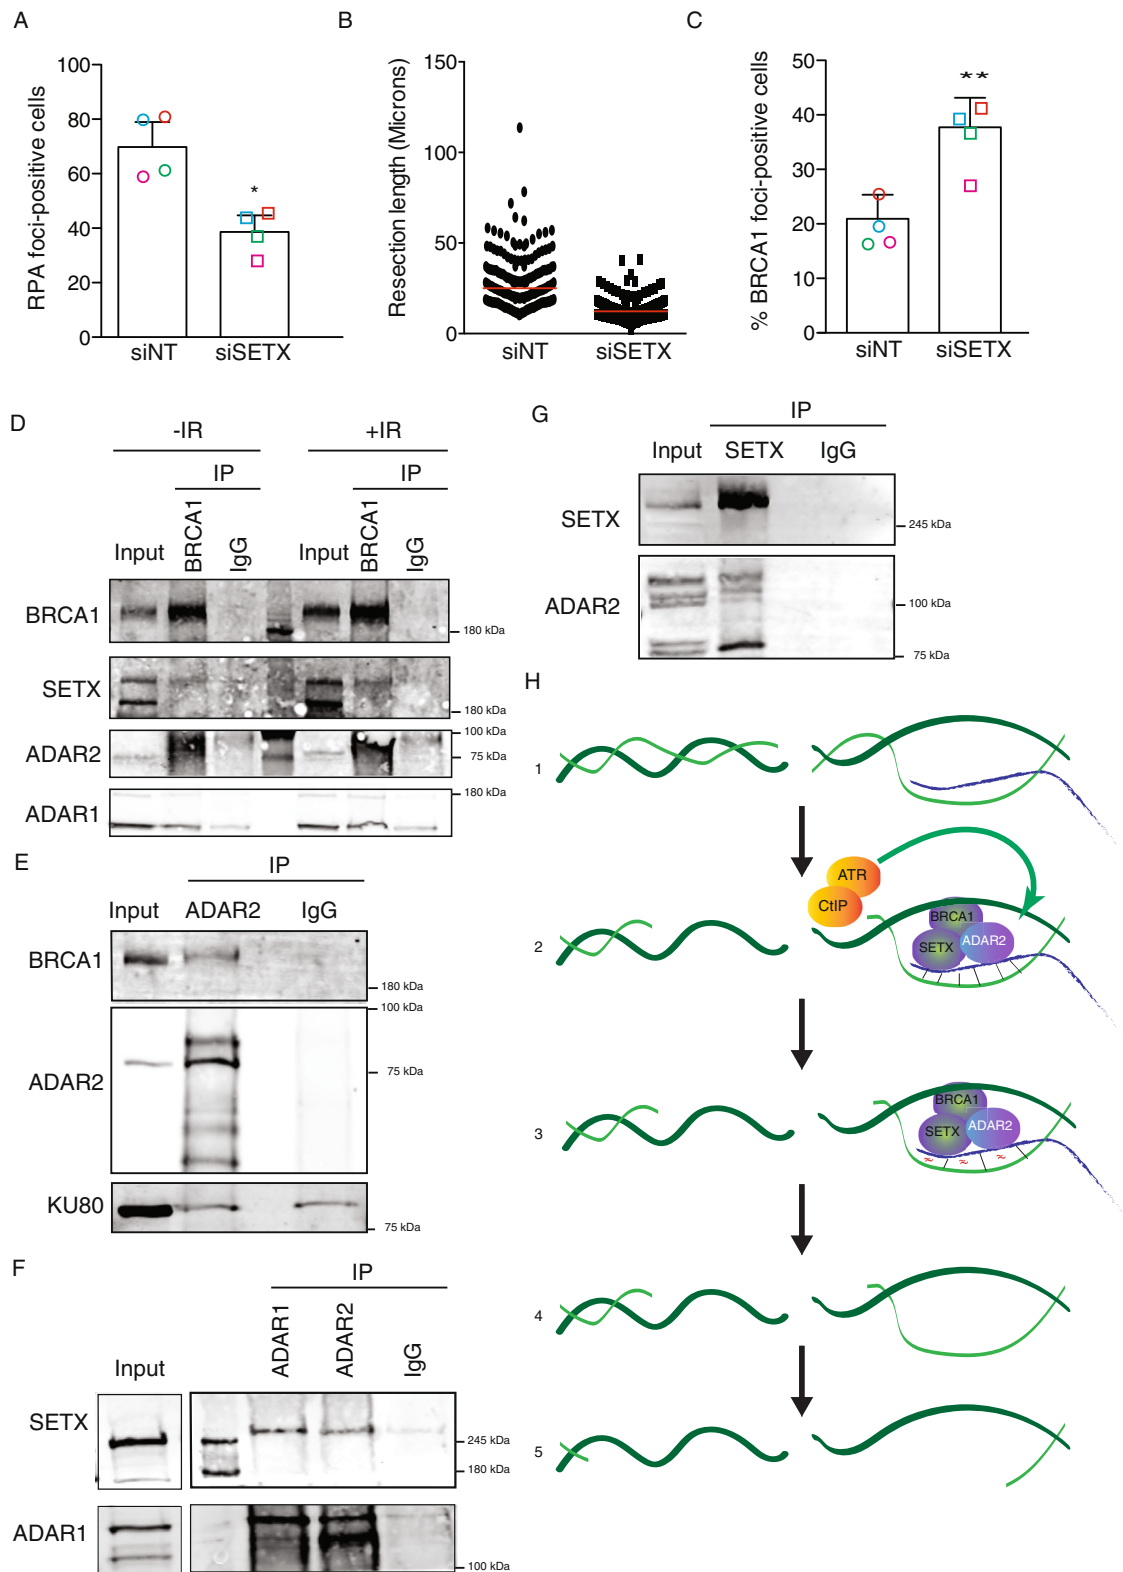 A
RPA foci-positive cells
100
80
60
40
20
0
*
siNT
siSETX
B
Resection length (Microns)
150
100
50
0
siNT
siSETX
C
% BRCA1 foci-positive cells
50
40
30
20
10
0
**
siNT
siSETX
D
-IR
+IR
IP
IP
Input
BRCA1
IgG
Input
BRCA1
IgG
BRCA1
180 kDa
SETX
180 kDa
ADAR2
100 kDa
75 kDa
ADAR1
180 kDa
E
IP
Input
ADAR2
IgG
BRCA1
180 kDa
100 kDa
ADAR2
75 kDa
KU80
75 kDa
F
IP
Input
ADAR1
ADAR2
IgG
SETX
245 kDa
180 kDa
ADAR1
100 kDa
G
IP
Input
SETX
IgG
SETX
245 kDa
ADAR2
100 kDa
75 kDa
H
1
ATR
CtIP
BRCA1
SETX
ADAR2
2
BRCA1
SETX
ADAR2
3
4
5